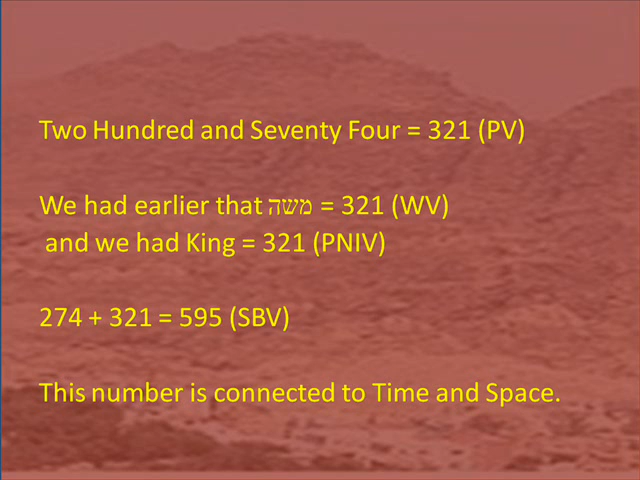 Two Hundred and Seventy Four = 321 (PV)
We had earlier that משה = 321 (WV)
and we had King = 321 (PNIV)
274 + 321 = 595 (SBV)
This number is connected to Time and Space.